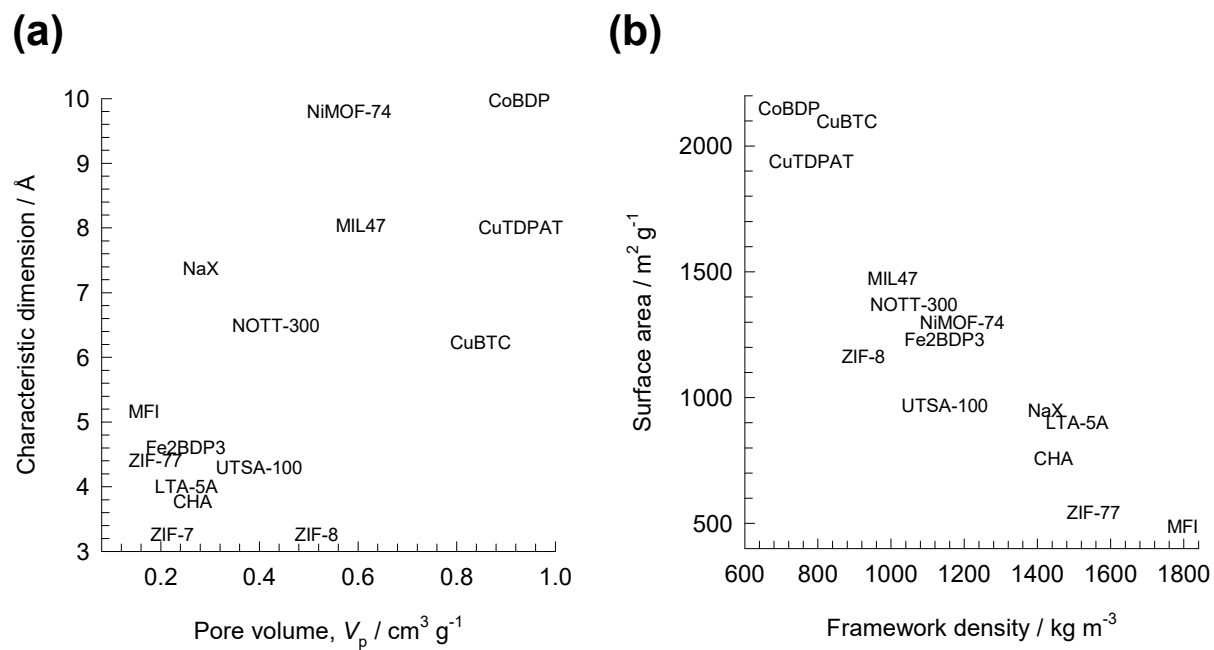 (a)
Characteristic dimension / Å
10
9
8
7
6
5
4
3
CoBDP
NiMOF-74
MIL47
CuTDPAT
NaX
NOTT-300
CuBTC
MFI
Fe2BDP3
ZIF-77
UTSA-100
LTA-5A
CHA
ZIF-7
ZIF-8
0.2 0.4 0.6 0.8 1.0
Pore volume, Vp / cm³ g⁻¹
(b)
Surface area / m² g⁻¹
2000
1500
1000
500
CoBDP
CuBTC
CuTDPAT
MIL47
NOTT-300
NiMOF-74
Fe2BDP3
ZIF-8
UTSA-100
NaX
LTA-5A
CHA
ZIF-77
MFI
600 800 1000 1200 1400 1600 1800
Framework density / kg m⁻³